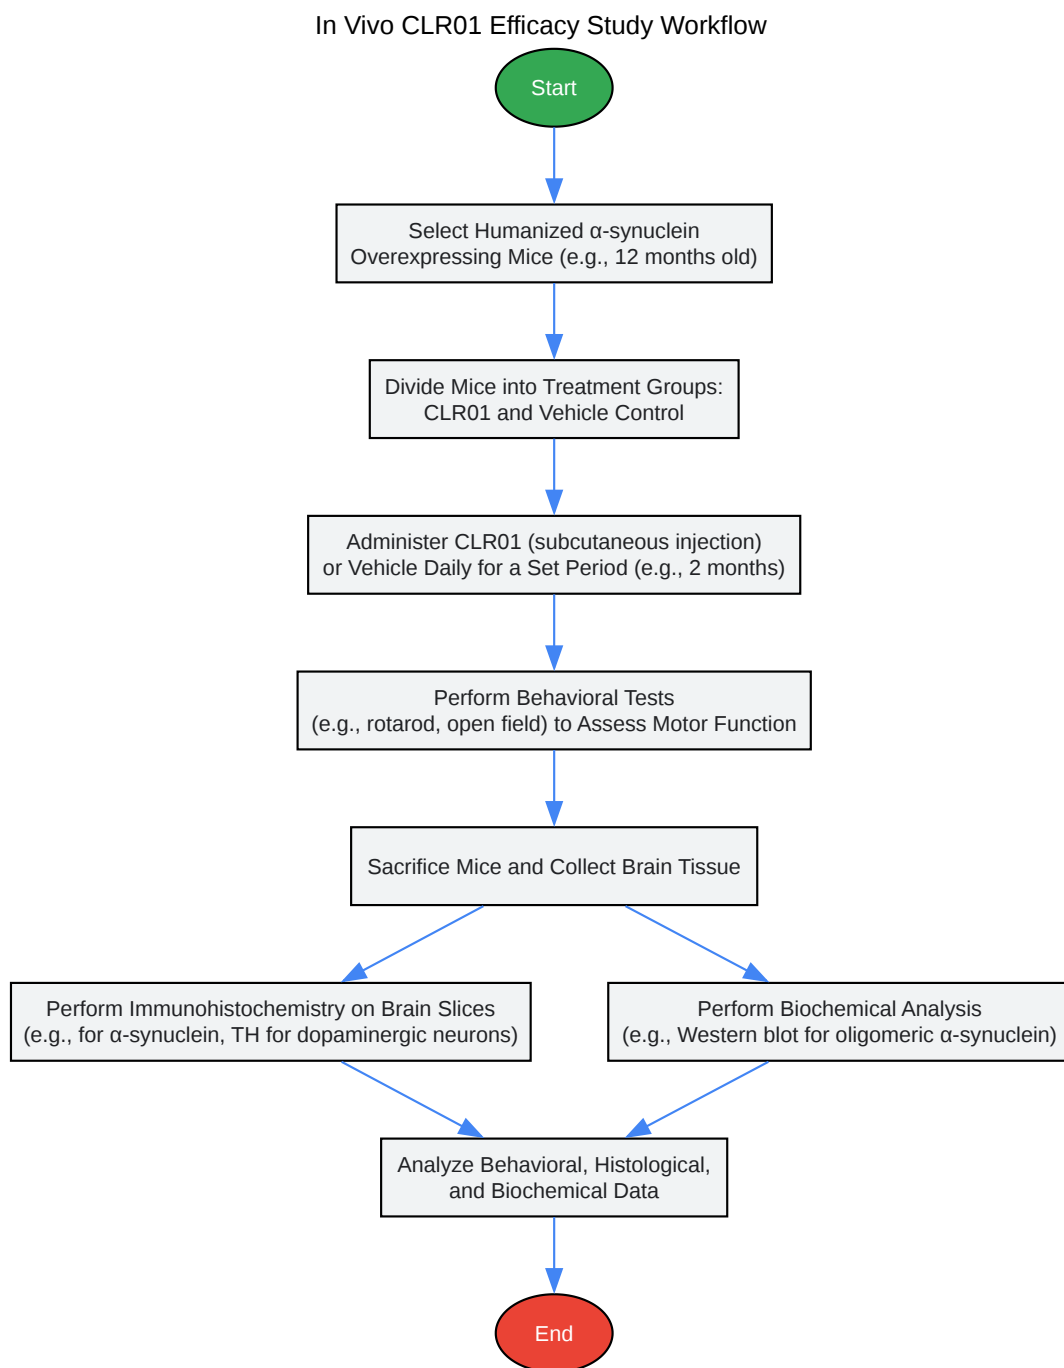 In Vivo CLR01 Efficacy Study Workflow
Start
Select Humanized α-synuclein
Overexpressing Mice (e.g., 12 months old)
Divide Mice into Treatment Groups:
CLR01 and Vehicle Control
Administer CLR01 (subcutaneous injection)
or Vehicle Daily for a Set Period (e.g., 2 months)
Perform Behavioral Tests
(e.g., rotarod, open field) to Assess Motor Function
Sacrifice Mice and Collect Brain Tissue
Perform Immunohistochemistry on Brain Slices
(e.g., for α-synuclein, TH for dopaminergic neurons)
Perform Biochemical Analysis
(e.g., Western blot for oligomeric α-synuclein)
Analyze Behavioral, Histological,
and Biochemical Data
End